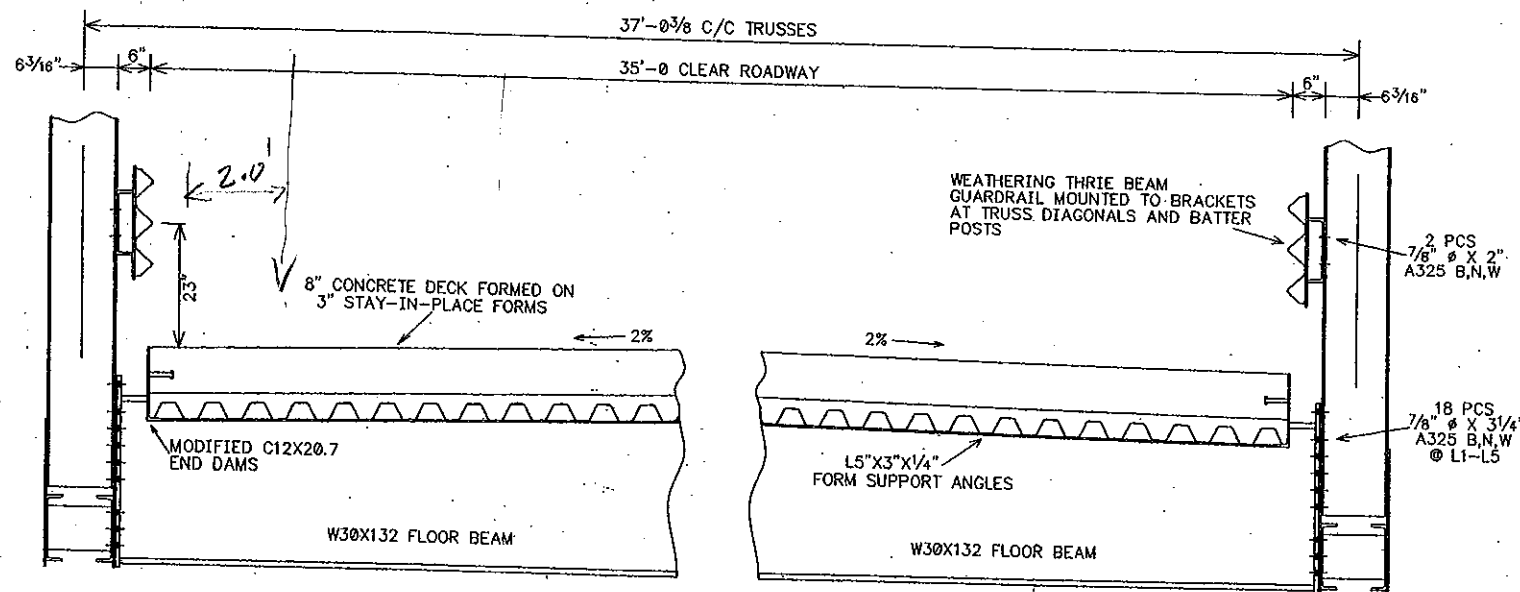 37'-0 3/8 C/C TRUSSES
6 3/16"
6"
35'-0 CLEAR ROADWAY
6"
6 3/16"
2.0'
23"
WEATHERING THRIE BEAM
GUARDRAIL MOUNTED TO BRACKETS
AT TRUSS DIAGONALS AND BATTER
POSTS
2 PCS
7/8" ø X 2"
A325 B,N,W
8" CONCRETE DECK FORMED ON
3" STAY-IN-PLACE FORMS
2%
2%
MODIFIED C12X20.7
END DAMS
L5"X3"X1/4"
FORM SUPPORT ANGLES
18 PCS
7/8" ø X 3 1/4"
A325 B,N,W
@ L1-L5
W30X132 FLOOR BEAM
W30X132 FLOOR BEAM